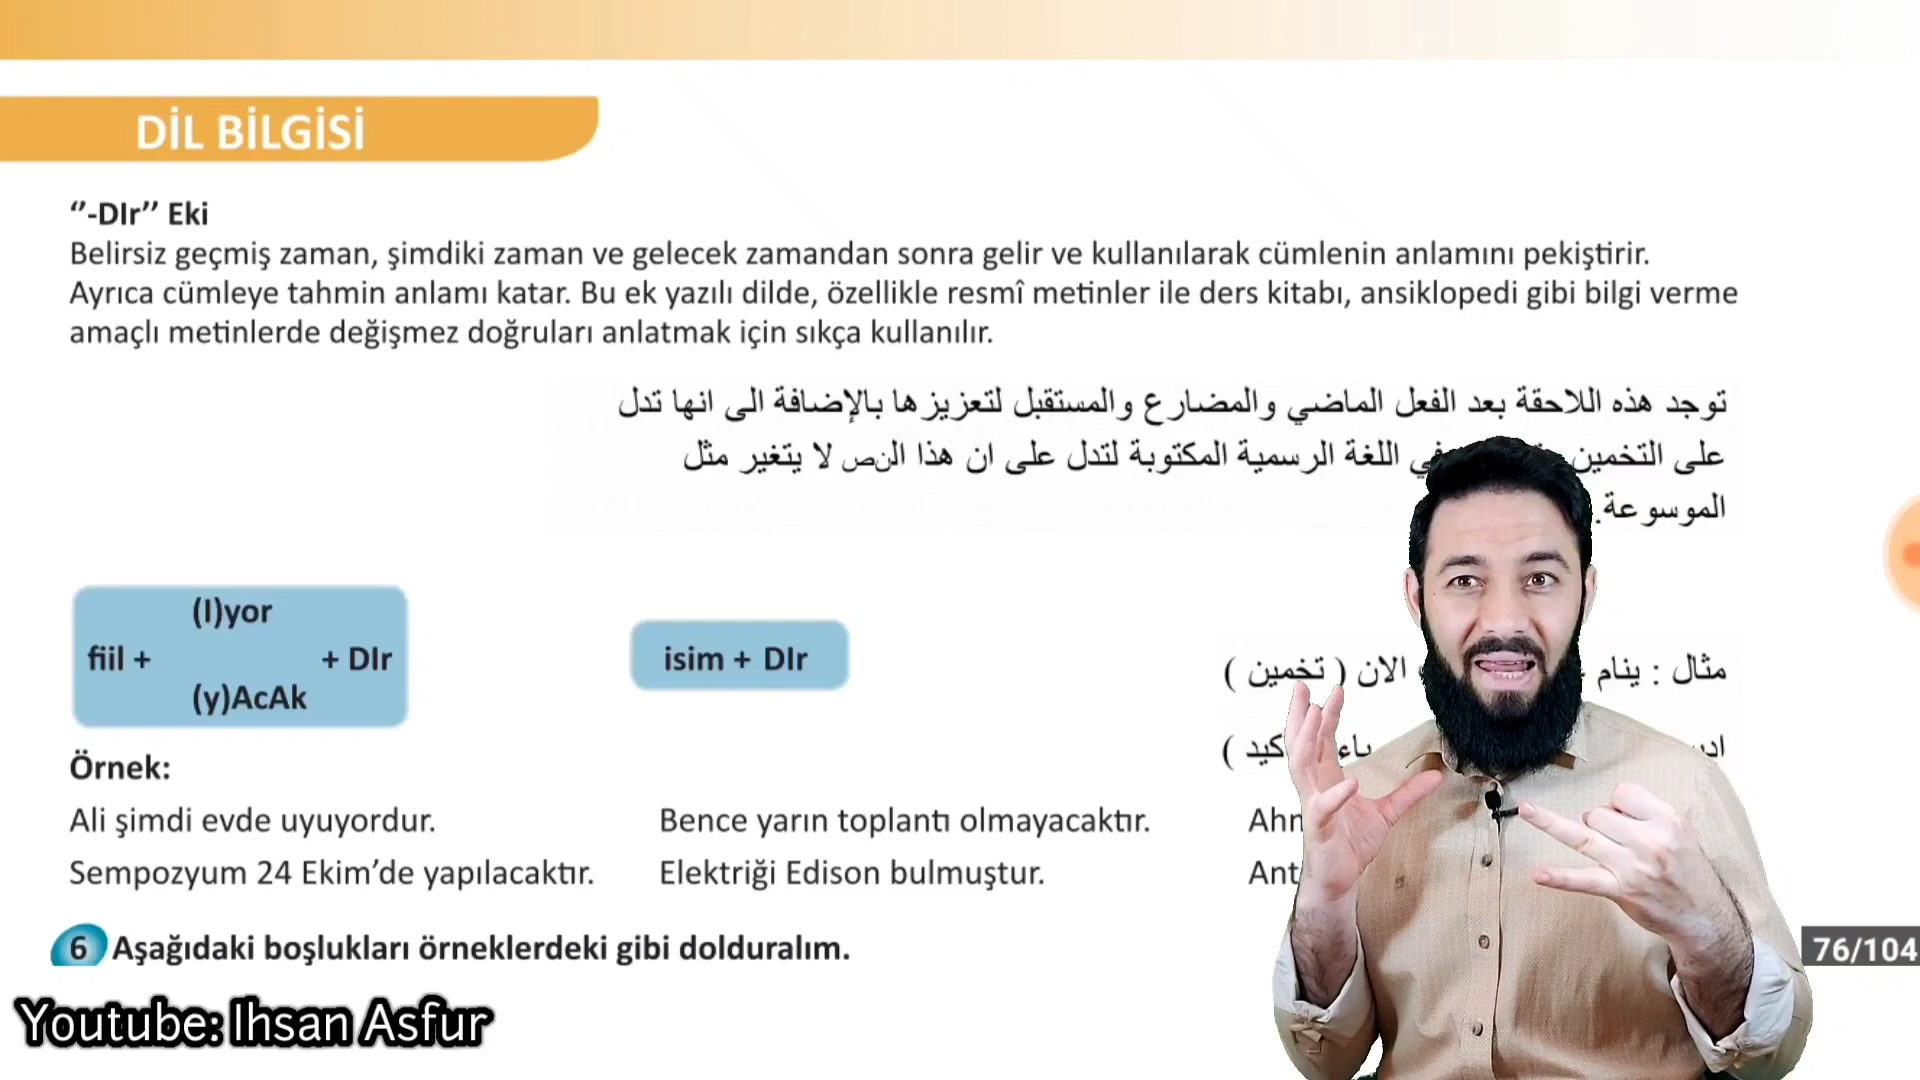 DİL BİLGİSİ
‘’-DIr’’ Eki
Belirsiz geçmiş zaman, şimdiki zaman ve gelecek zamandan sonra gelir ve kullanılarak cümlenin anlamını pekiştirir.
Ayrıca cümleye tahmin anlamı katar. Bu ek yazılı dilde, özellikle resmî metinler ile ders kitabı, ansiklopedi gibi bilgi verme
amaçlı metinlerde değişmez doğruları anlatmak için sıkça kullanılır.
توجد هذه اللاحقة بعد الفعل الماضي والمضارع والمستقبل لتعزيزها بالإضافة الى انها تدل
على التخمين في اللغة الرسمية المكتوبة لتدل على ان هذا النص لا يتغير مثل
الموسوعة.
(I)yor
fiil + + DIr
(y)AcAk
isim + DIr
مثال : ينام الان ( تخمين )
Örnek:
Ali şimdi evde uyuyordur. Bence yarın toplantı olmayacaktır.
Sempozyum 24 Ekim’de yapılacaktır. Elektriği Edison bulmuştur.
6 Aşağıdaki boşlukları örneklerdeki gibi dolduralım.
76/104
Youtube: Ihsan Asfur